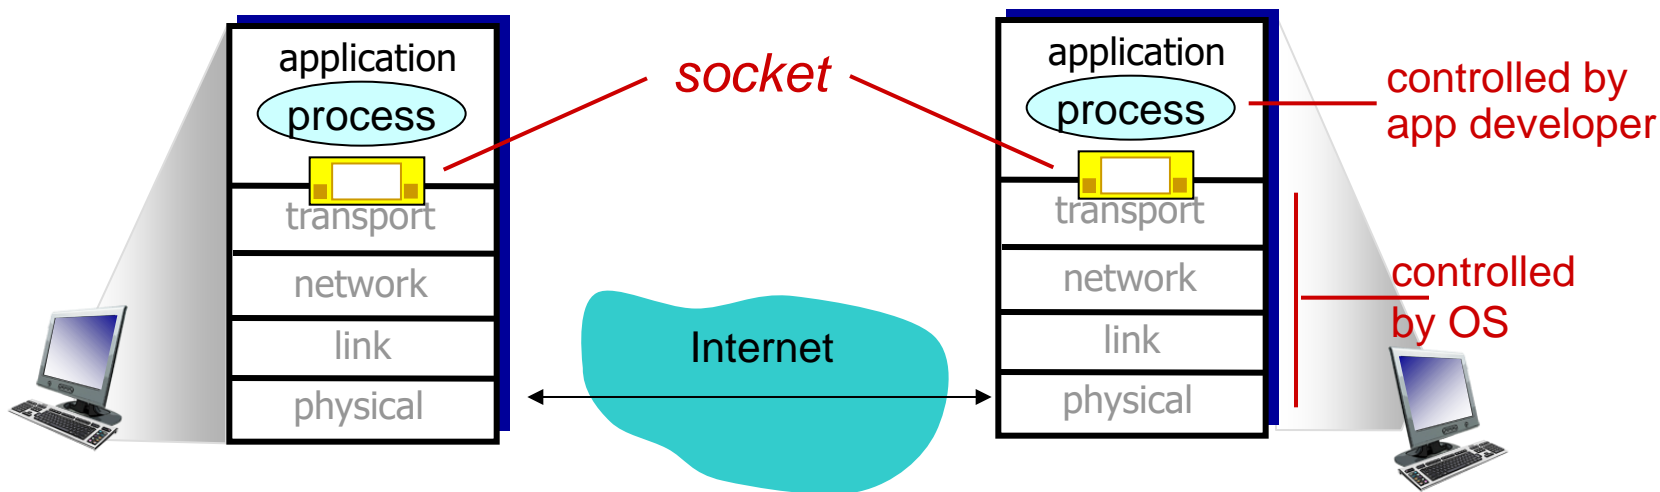 application
process
transport
network
link
physical
socket
Internet
application
process
transport
network
link
physical
controlled by
app developer
controlled
by OS